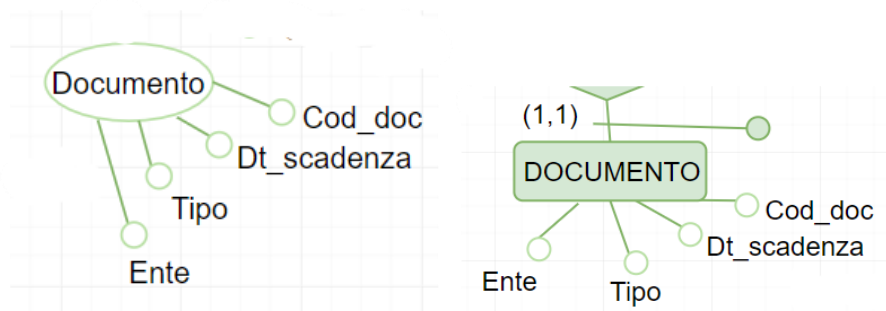 Documento
Cod_doc
Dt_scadenza
Tipo
Ente
(1,1)
DOCUMENTO
Cod_doc
Dt_scadenza
Ente
Tipo